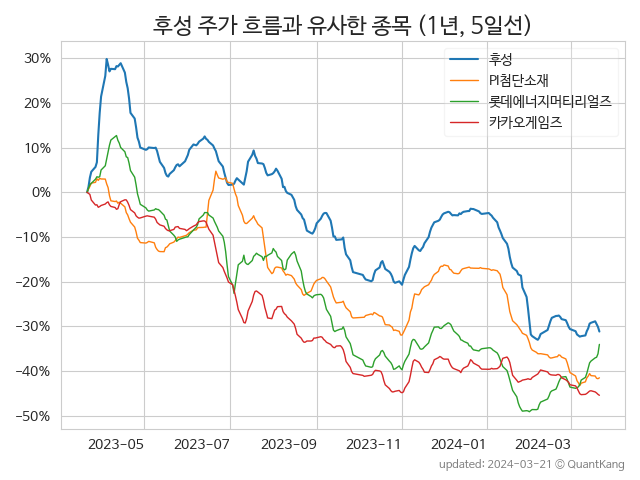 후성 주가 흐름과 유사한 종목 (1년, 5일선)
후성
PI첨단소재
롯데에너지머티리얼즈
카카오게임즈
30%
20%
10%
0%
−10%
−20%
−30%
−40%
−50%
2023-05
2023-07
2023-09
2023-11
2024-01
2024-03
updated: 2024-03-21 © QuantKang